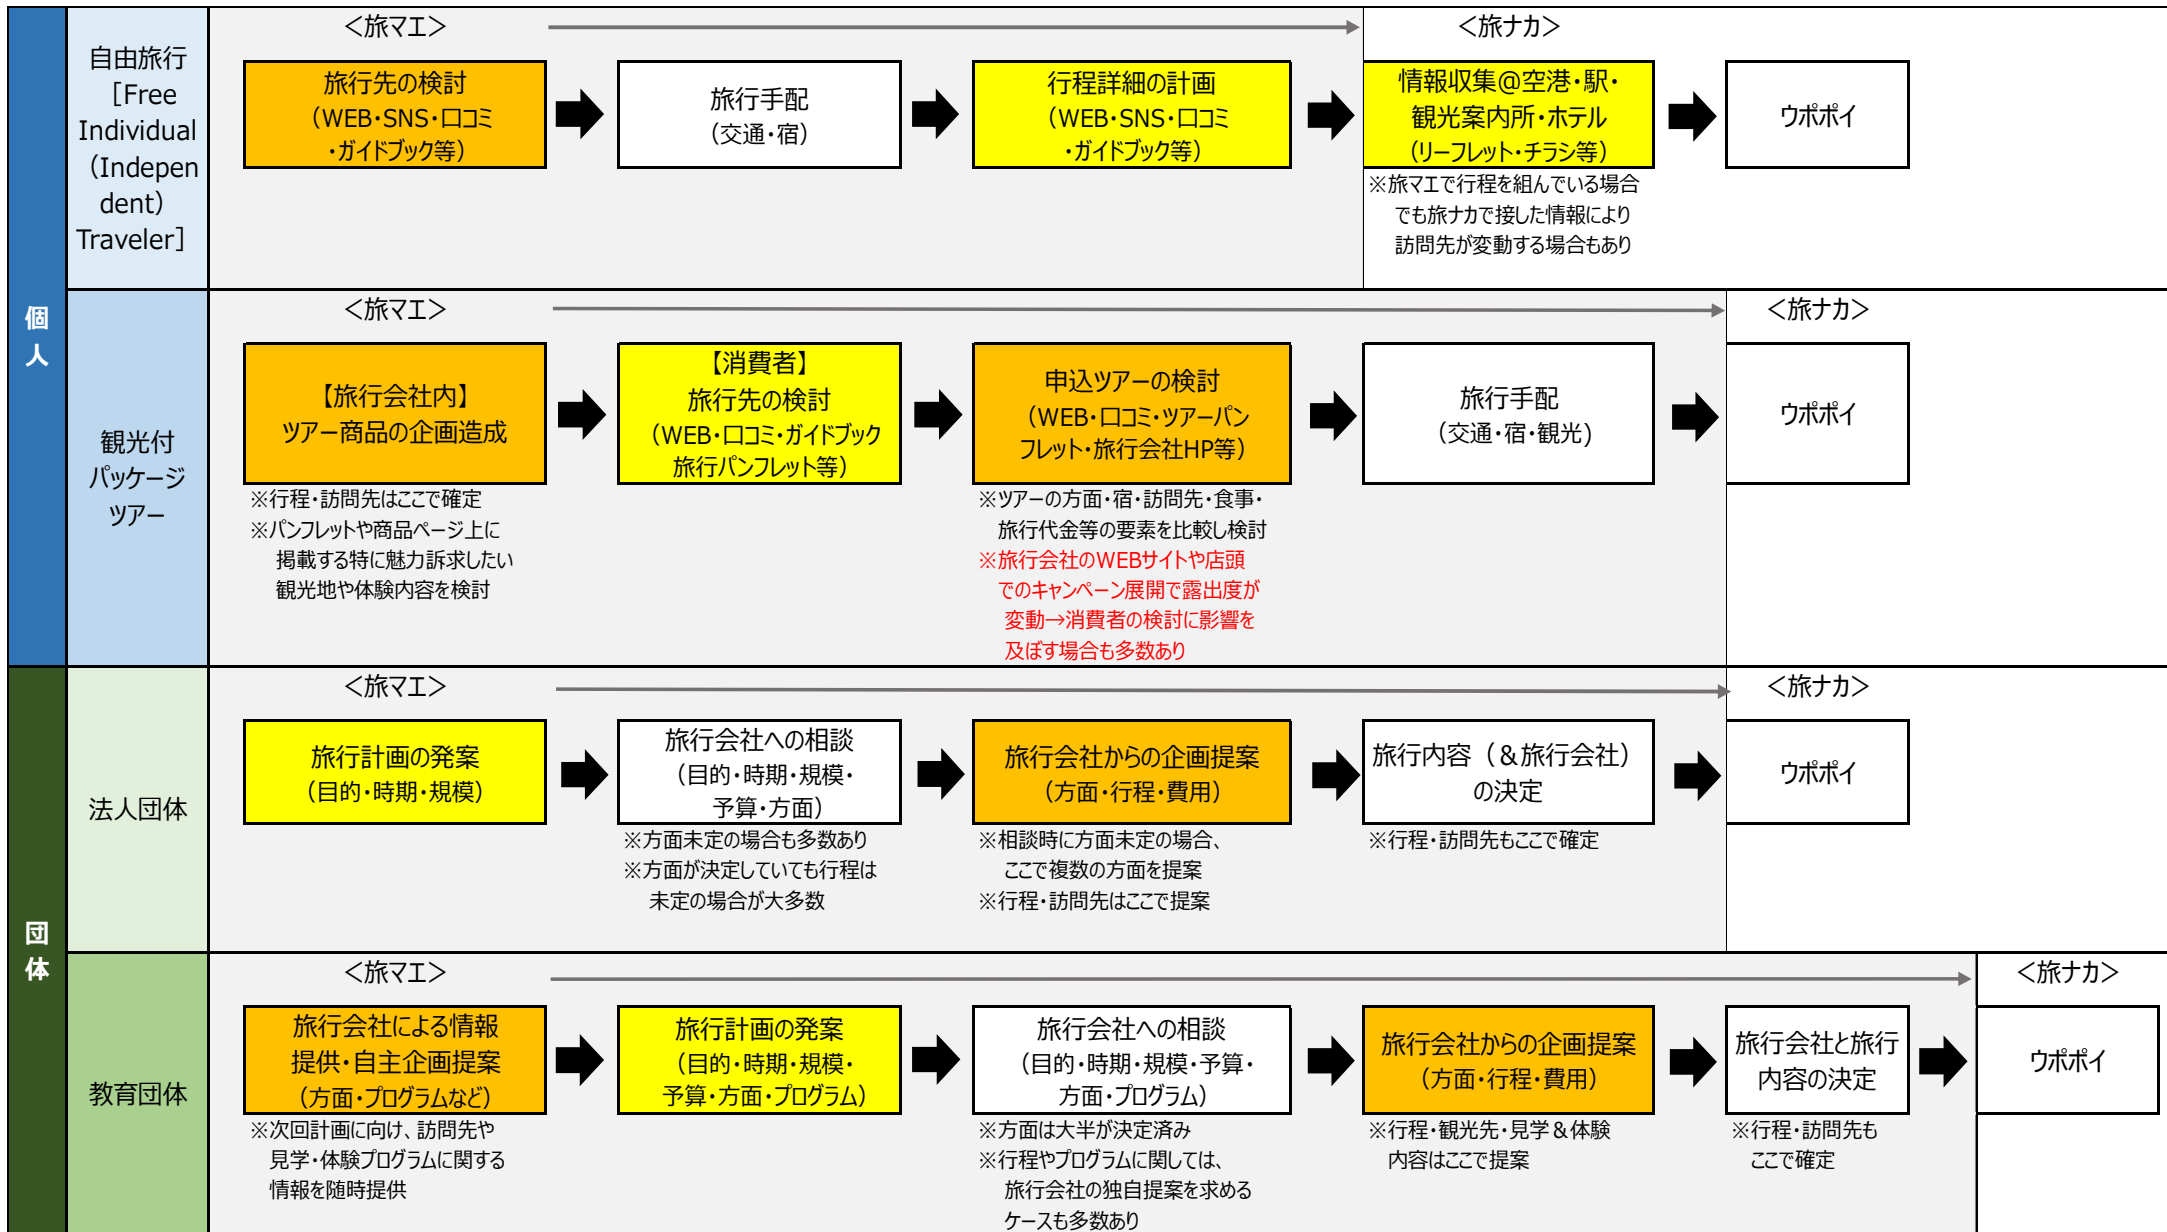 個
人
自由旅行
［Free
Individual
（Indepen
dent）
Traveler］
＜旅マエ＞
＜旅ナカ＞
旅行先の検討
（WEB・SNS・口コミ
・ガイドブック等）
旅行手配
（交通・宿）
行程詳細の計画
（WEB・SNS・口コミ
・ガイドブック等）
情報収集@空港・駅・
観光案内所・ホテル
（リーフレット・チラシ等）
※旅マエで行程を組んでいる場合
でも旅ナカで接した情報により
訪問先が変動する場合もあり
ウポポイ
観光付
パッケージ
ツアー
＜旅マエ＞
＜旅ナカ＞
【旅行会社内】
ツアー商品の企画造成
※行程・訪問先はここで確定
※パンフレットや商品ページ上に
掲載する特に魅力訴求したい
観光地や体験内容を検討
【消費者】
旅行先の検討
（WEB・口コミ・ガイドブック
旅行パンフレット等）
申込ツアーの検討
（WEB・口コミ・ツアーパン
フレット・旅行会社HP等）
※ツアーの方面・宿・訪問先・食事・
旅行代金等の要素を比較し検討
※旅行会社のWEBサイトや店頭
でのキャンペーン展開で露出度が
変動→消費者の検討に影響を
及ぼす場合も多数あり
旅行手配
（交通・宿・観光)
ウポポイ
団
体
法人団体
＜旅マエ＞
＜旅ナカ＞
旅行計画の発案
（目的・時期・規模）
旅行会社への相談
（目的・時期・規模・
予算・方面）
※方面未定の場合も多数あり
※方面が決定していても行程は
未定の場合が大多数
旅行会社からの企画提案
（方面・行程・費用）
※相談時に方面未定の場合、
ここで複数の方面を提案
※行程・訪問先はここで提案
旅行内容（＆旅行会社）
の決定
※行程・訪問先もここで確定
ウポポイ
教育団体
＜旅マエ＞
＜旅ナカ＞
旅行会社による情報
提供・自主企画提案
（方面・プログラムなど）
※次回計画に向け、訪問先や
見学・体験プログラムに関する
情報を随時提供
旅行計画の発案
（目的・時期・規模・
予算・方面・プログラム）
旅行会社への相談
（目的・時期・規模・予算・
方面・プログラム）
※方面は大半が決定済み
※行程やプログラムに関しては、
旅行会社の独自提案を求める
ケースも多数あり
旅行会社からの企画提案
（方面・行程・費用）
※行程・観光先・見学＆体験
内容はここで提案
旅行会社と旅行
内容の決定
※行程・訪問先も
ここで確定
ウポポイ